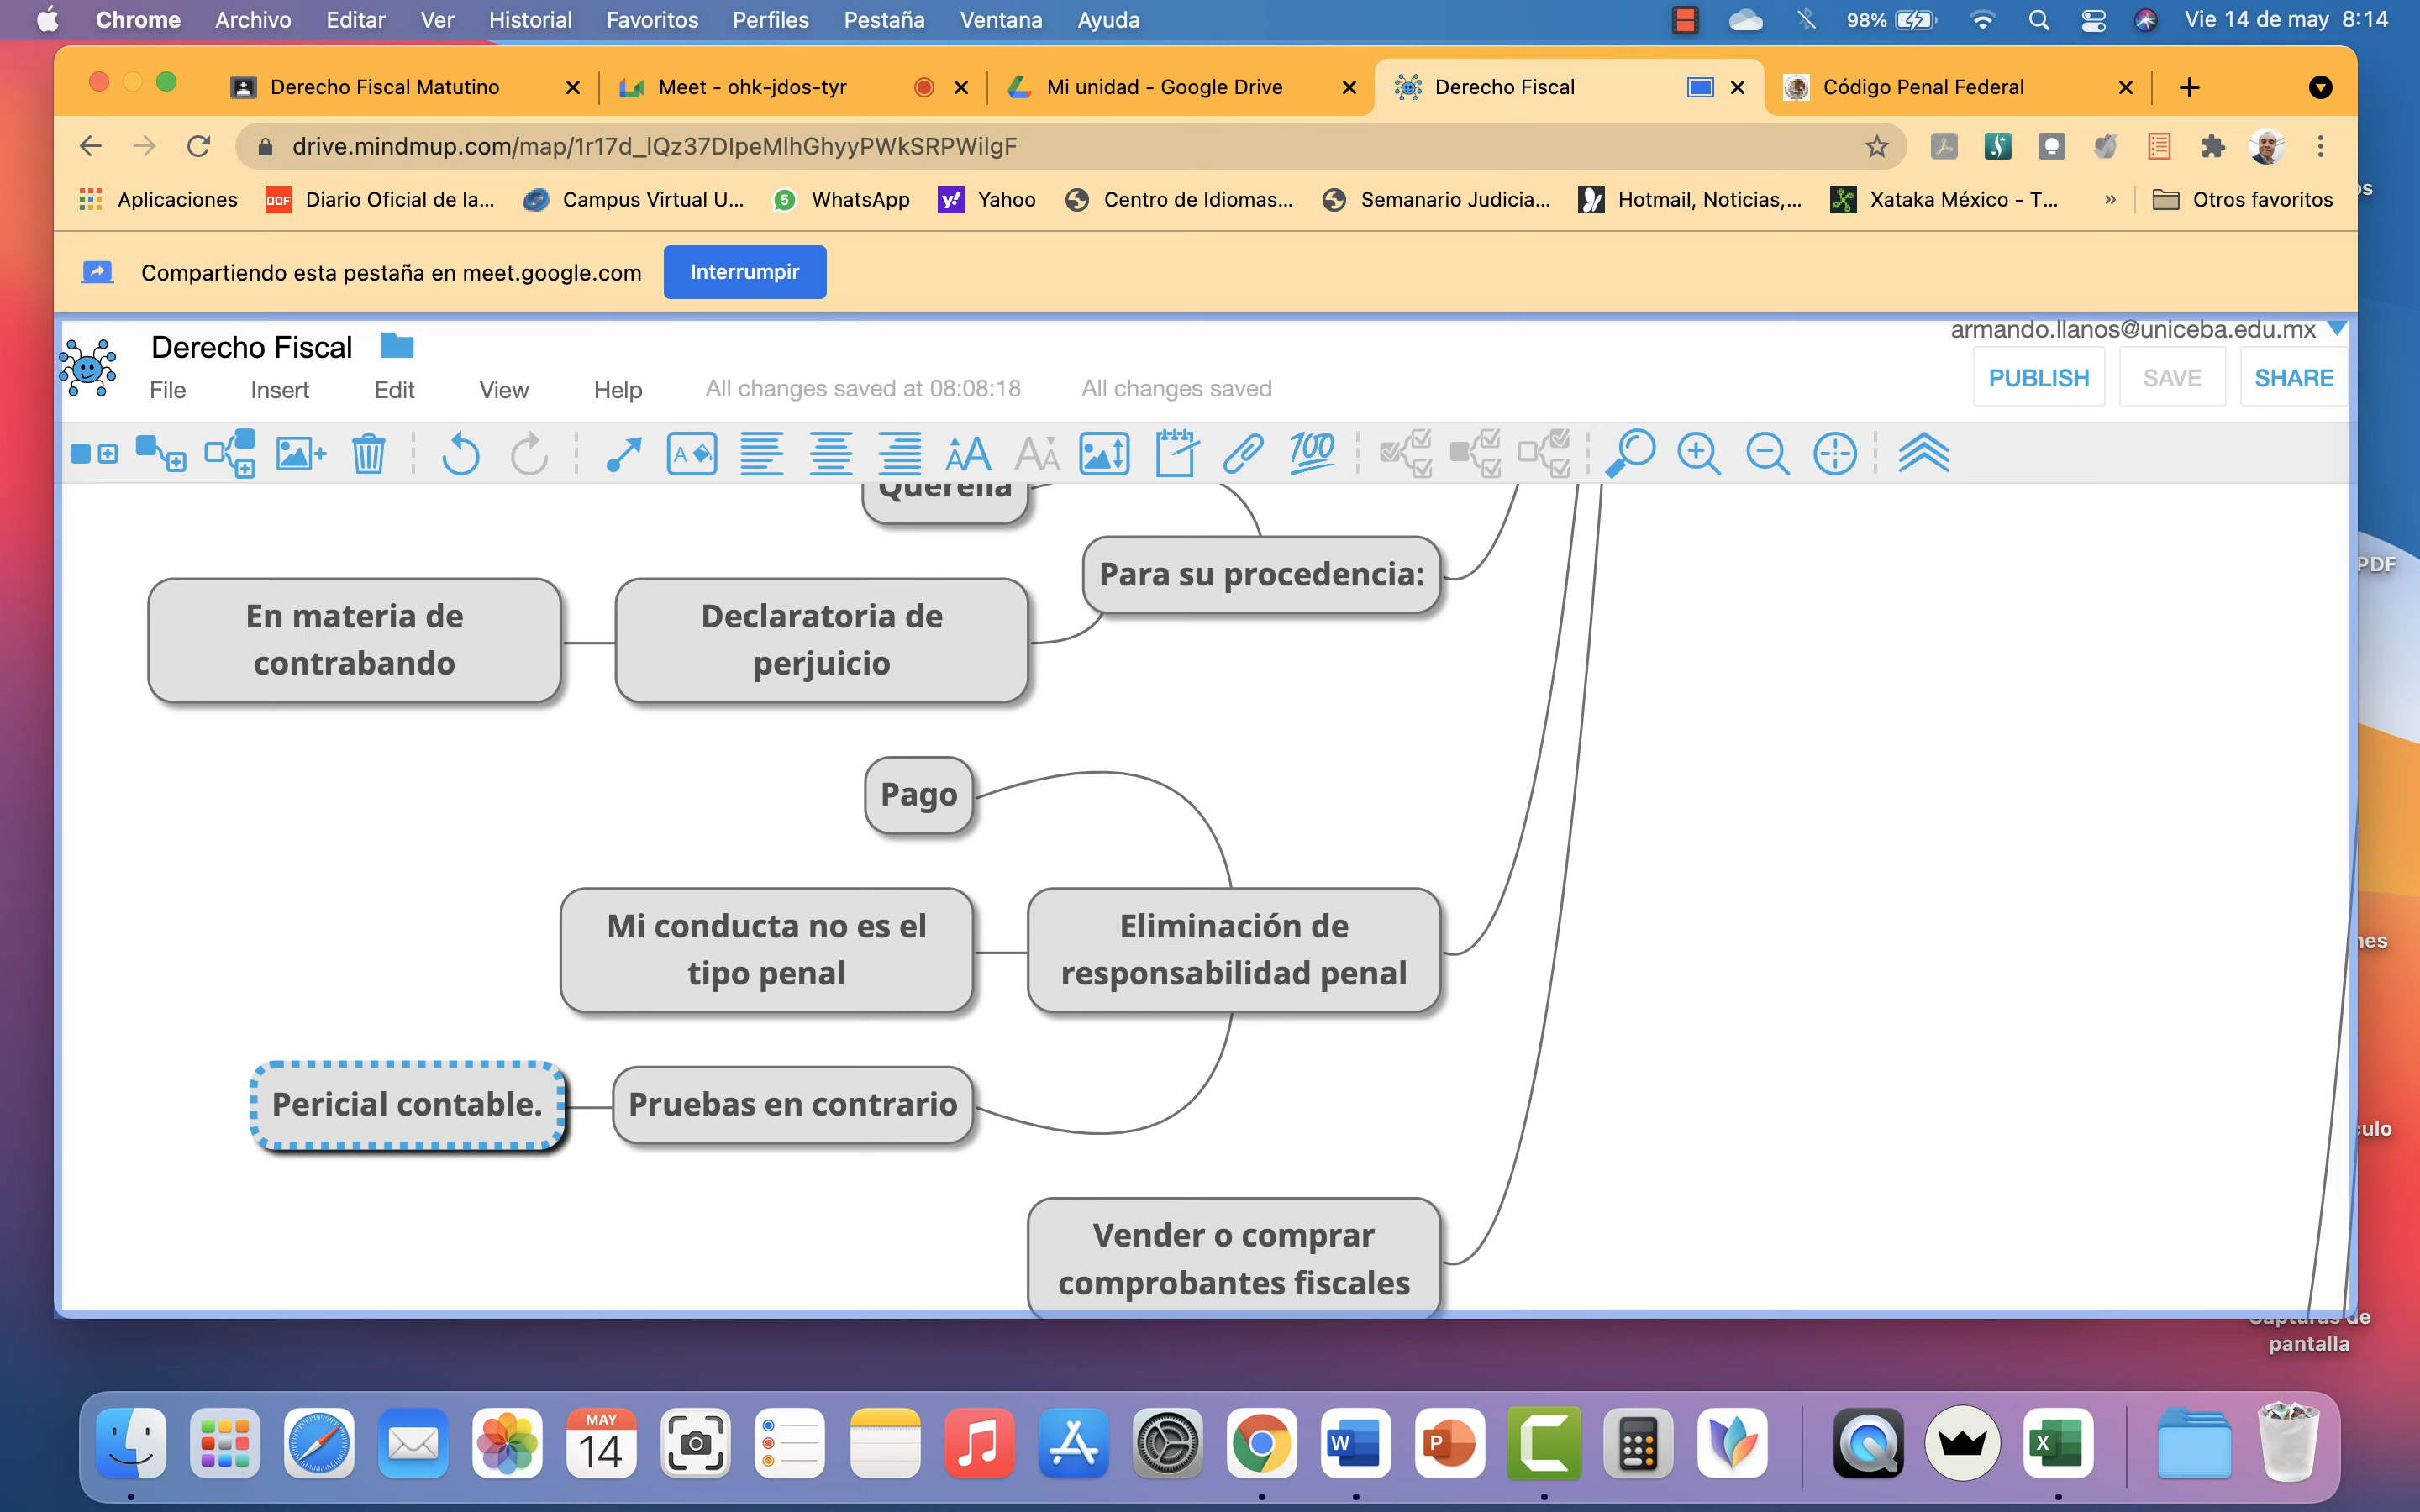 Chrome Archivo Editar Ver Historial Favoritos Perfiles Pestaña Ventana Ayuda 98% Vie 14 de may 8:14
Derecho Fiscal Matutino Meet - ohk-jdos-tyr Mi unidad - Google Drive Derecho Fiscal Código Penal Federal
drive.mindmup.com/map/1r17d_lQz37DIpeMlhGhyyPWkSRPWilgF
Aplicaciones DOF Diario Oficial de la... Campus Virtual U... 5 WhatsApp Yahoo Centro de Idiomas... Semanario Judicia... Hotmail, Noticias,... Xataka México - T... » Otros favoritos
Compartiendo esta pestaña en meet.google.com Interrumpir
armando.llanos@uniceba.edu.mx
Derecho Fiscal
File Insert Edit View Help All changes saved at 08:08:18 All changes saved PUBLISH SAVE SHARE
Querella
Para su procedencia:
En materia de
contrabando
Declaratoria de
perjuicio
Pago
Mi conducta no es el
tipo penal
Eliminación de
responsabilidad penal
Pericial contable.
Pruebas en contrario
Vender o comprar
comprobantes fiscales
PDF
Capturas de
pantalla
MAY
14